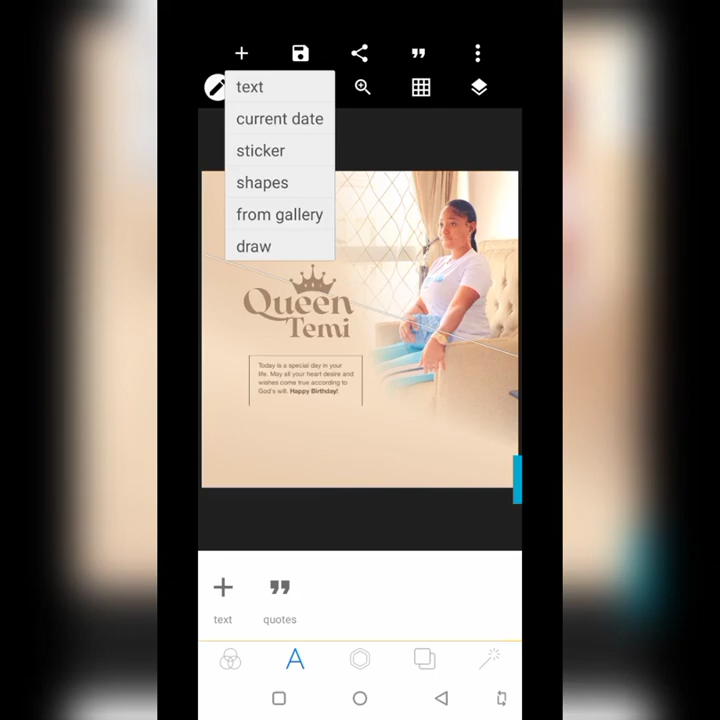 text
current date
sticker
shapes
from gallery
draw
Queen
Temi
Today is a special day in your
life. May all your heart desire and
wishes come true according to
God's will. Happy Birthday!
text
quotes